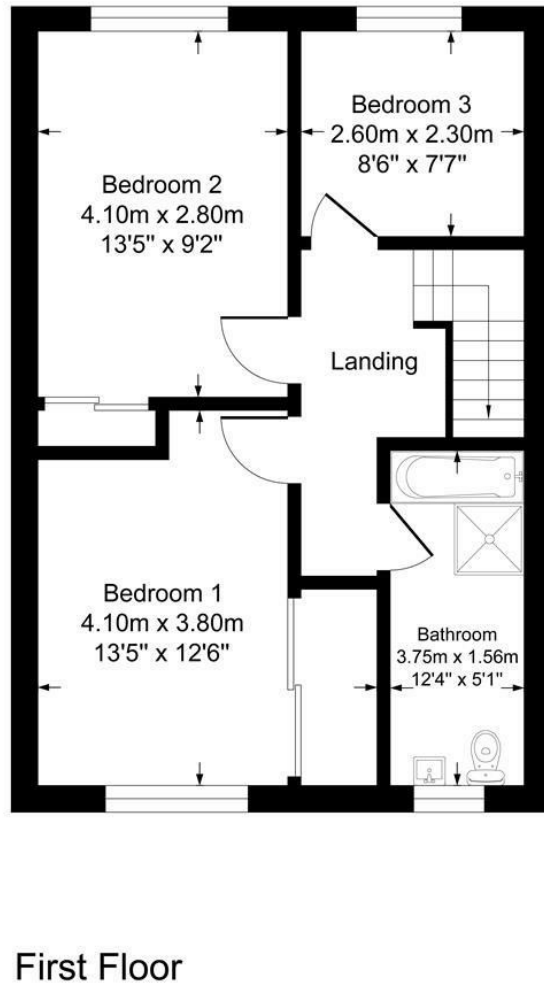 Bedroom 3
2.60m x 2.30m
8'6" x 7'7"
Bedroom 2
4.10m x 2.80m
13'5" x 9'2"
Landing
Bedroom 1
4.10m x 3.80m
13'5" x 12'6"
Bathroom
3.75m x 1.56m
12'4" x 5'1"
First Floor